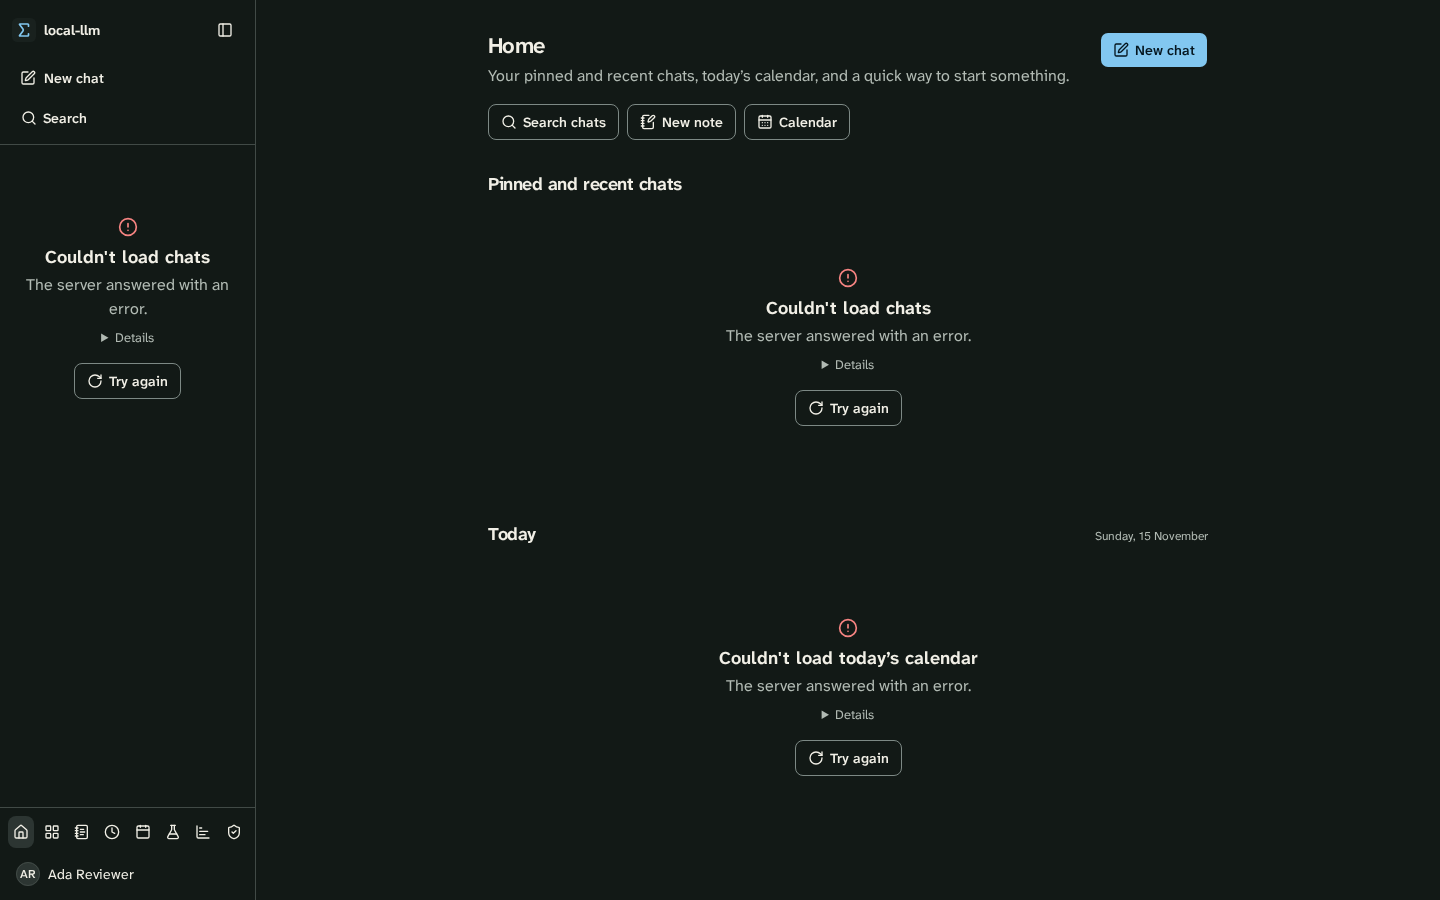 local-llm
New chat
Search
Couldn't load chats
The server answered with an
error.
Details
Try again
AR
Ada Reviewer
Home
Your pinned and recent chats, today’s calendar, and a quick way to start something.
New chat
Search chats
New note
Calendar
Pinned and recent chats
Couldn't load chats
The server answered with an error.
Details
Try again
Today
Sunday, 15 November
Couldn't load today’s calendar
The server answered with an error.
Details
Try again